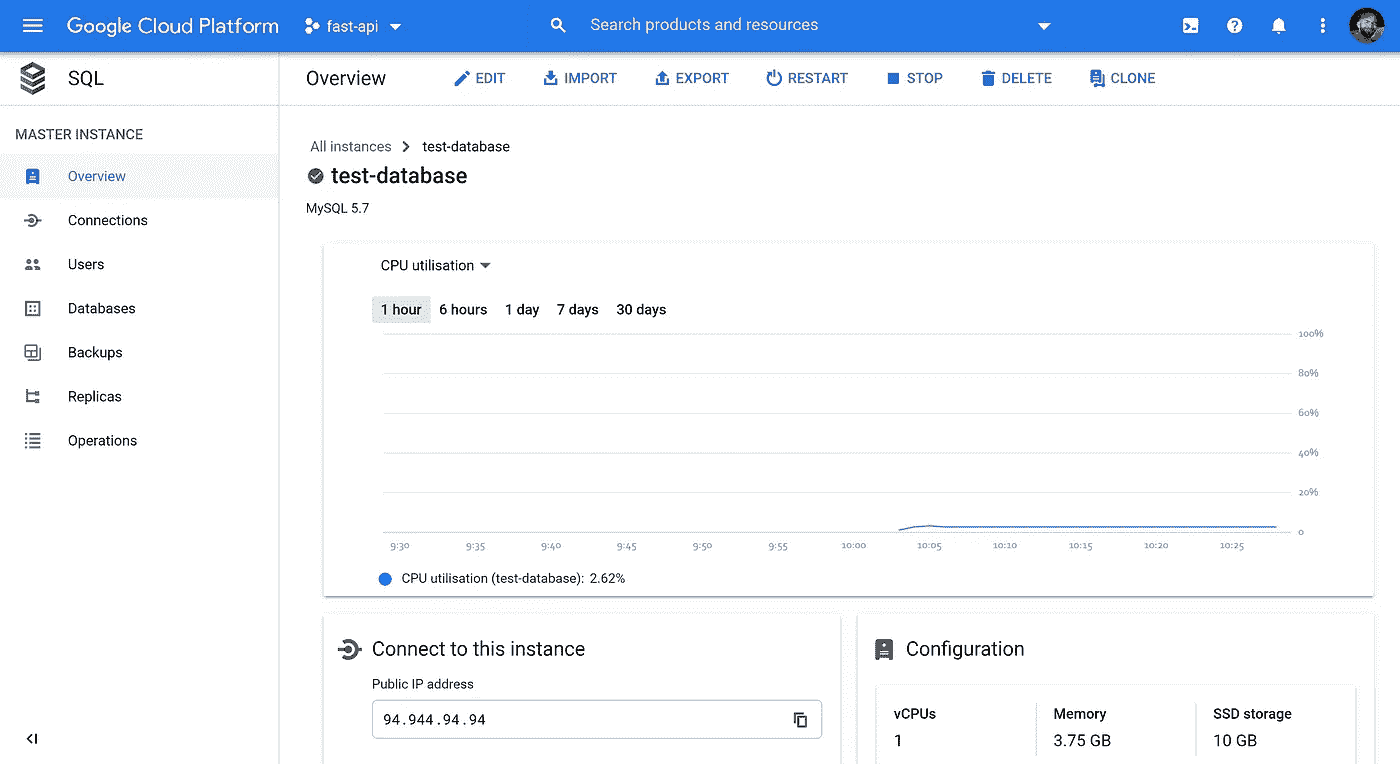 Google Cloud Platform fast-api Search products and resources
SQL
Overview EDIT IMPORT EXPORT RESTART STOP DELETE CLONE
MASTER INSTANCE
Overview
Connections
Users
Databases
Backups
Replicas
Operations
All instances test-database
test-database
MySQL 5.7
CPU utilisation
1 hour 6 hours 1 day 7 days 30 days
100%
80%
60%
40%
20%
0
9:30 9:35 9:40 9:45 9:50 9:55 10:00 10:05 10:10 10:15 10:20 10:25
CPU utilisation (test-database): 2.62%
Connect to this instance
Public IP address
94.944.94.94
Configuration
vCPUs Memory SSD storage
1 3.75 GB 10 GB